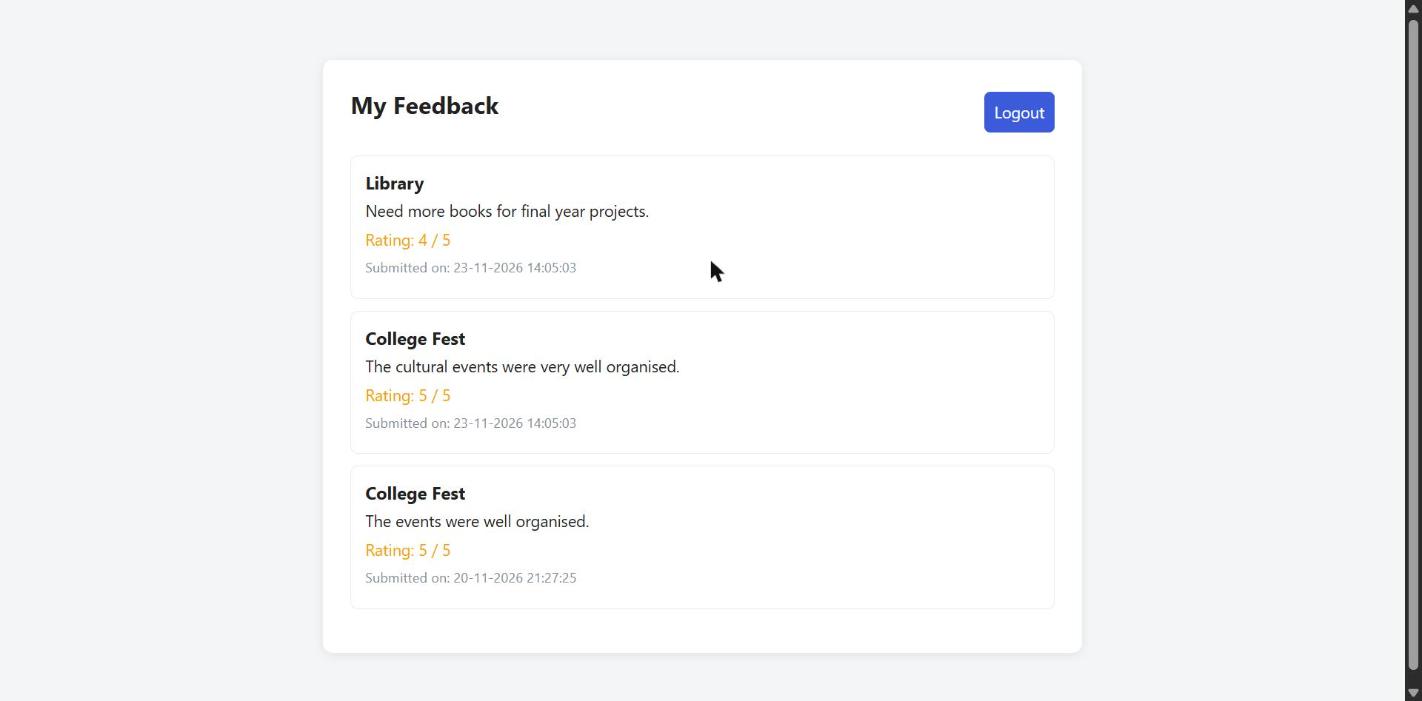 My Feedback
Logout
Library
Need more books for final year projects.
Rating: 4 / 5
Submitted on: 23-11-2026 14:05:03
College Fest
The cultural events were very well organised.
Rating: 5 / 5
Submitted on: 23-11-2026 14:05:03
College Fest
The events were well organised.
Rating: 5 / 5
Submitted on: 20-11-2026 21:27:25